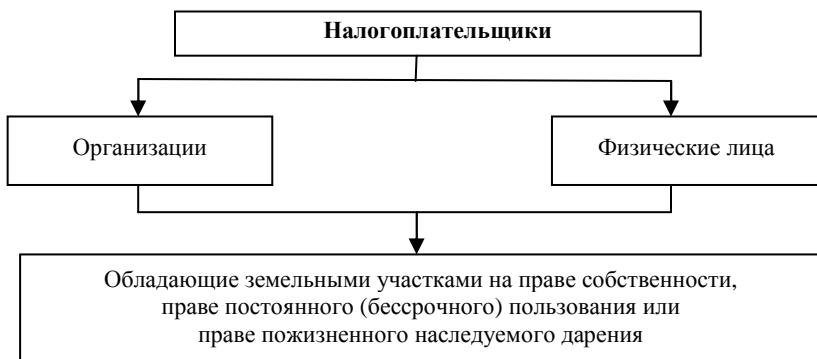 Налогоплательщики
Организации
Физические лица
Обладающие земельными участками на праве собственности,
праве постоянного (бессрочного) пользования или
праве пожизненного наследуемого дарения